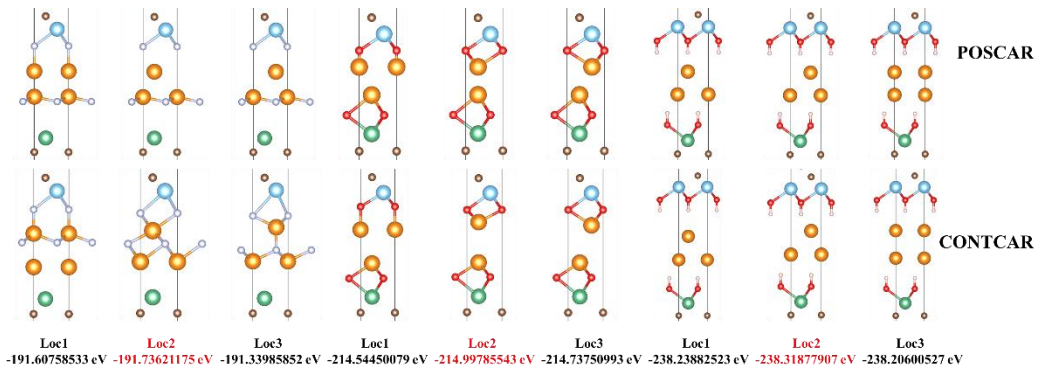 POSCAR
CONTCAR
Loc1 Loc2 Loc3 Loc1 Loc2 Loc3 Loc1 Loc2 Loc3
-191.60758533 eV -191.73621175 eV -191.33985852 eV -214.54450079 eV -214.99785543 eV -214.73750993 eV -238.23882523 eV -238.31877907 eV -238.20600527 eV